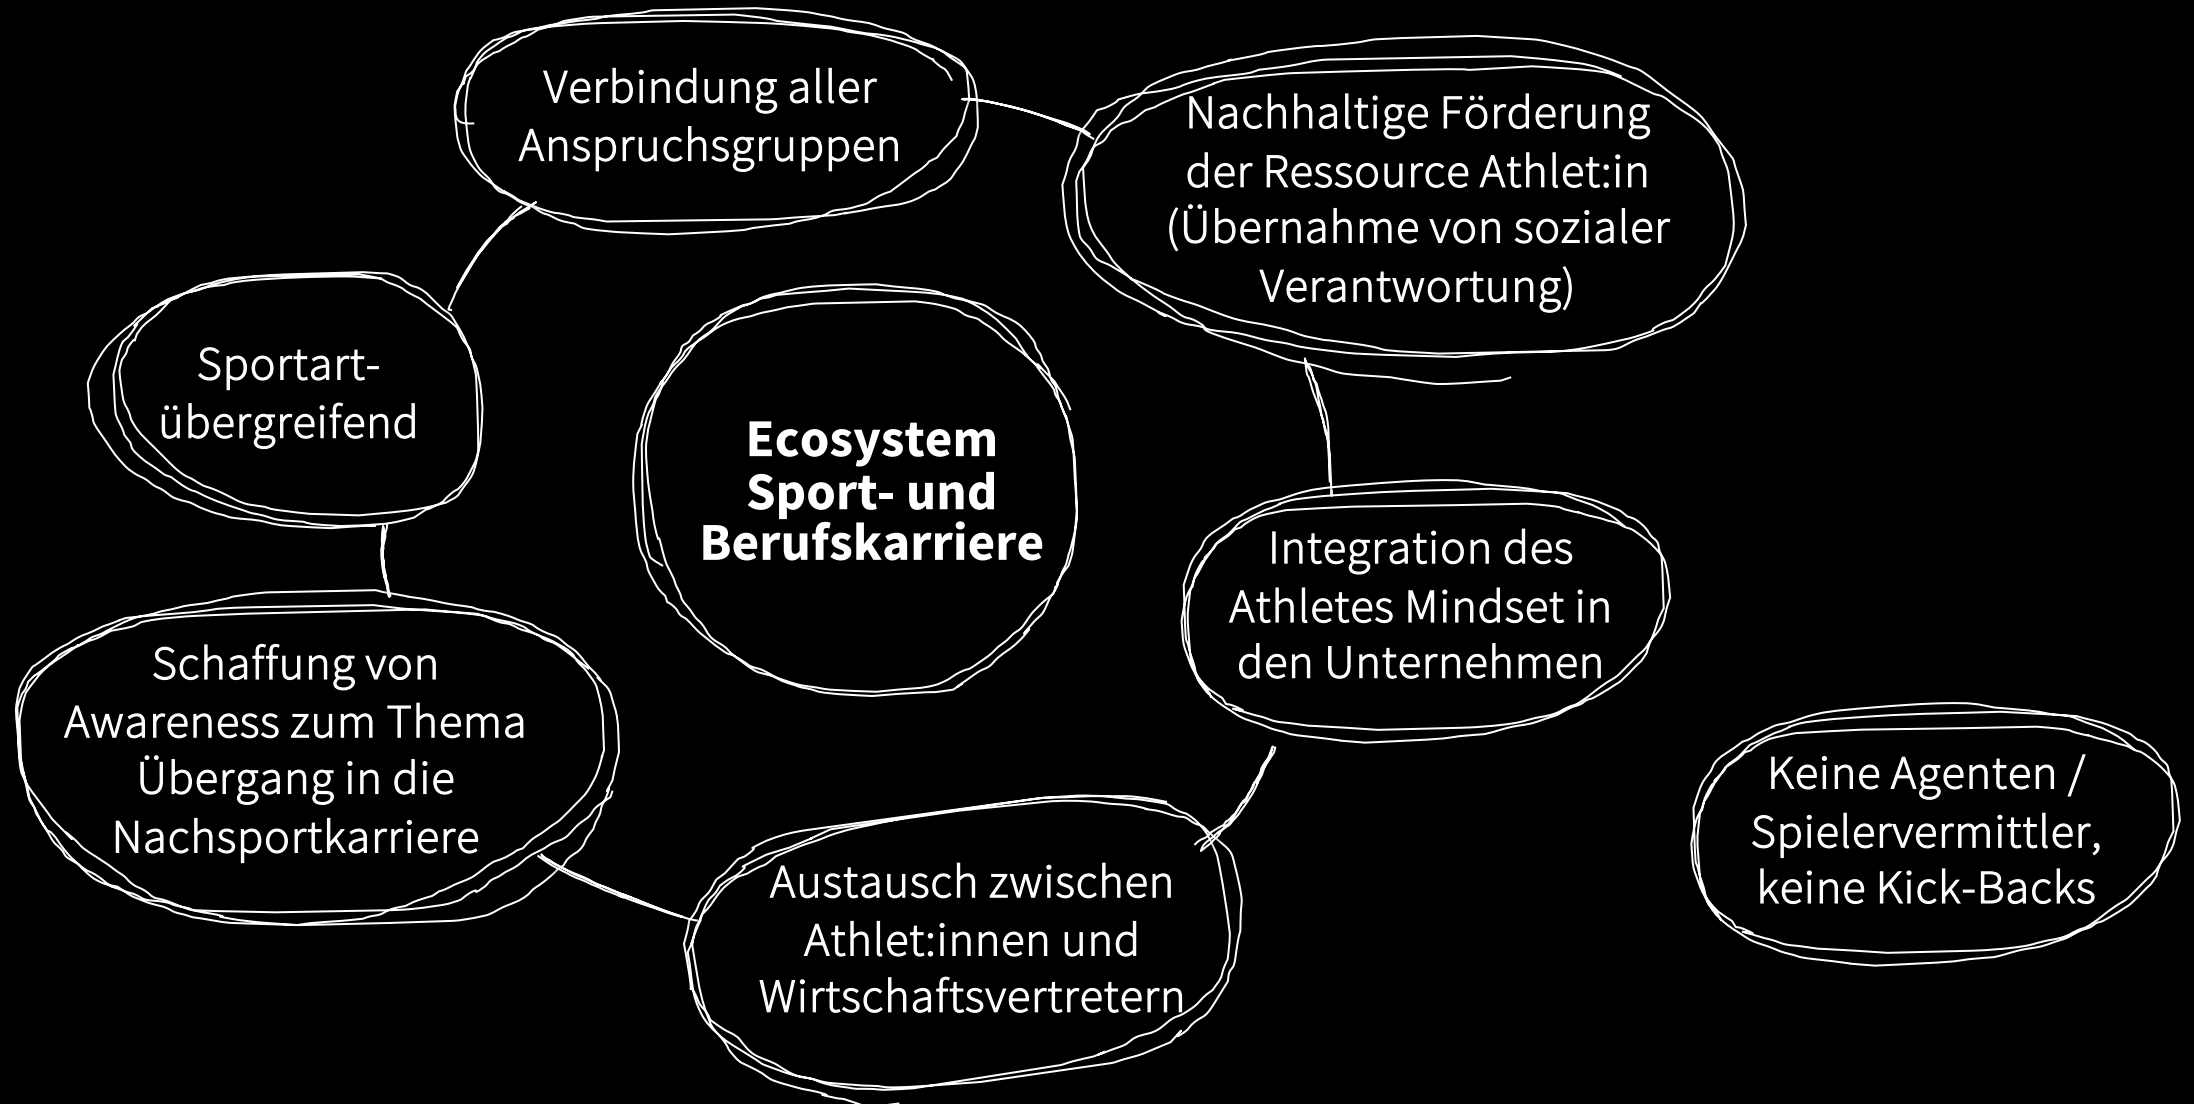 Verbindung aller
Anspruchsgruppen
Nachhaltige Förderung
der Ressource Athlet:in
(Übernahme von sozialer
Verantwortung)
Sportart-
übergreifend
Ecosystem
Sport- und
Berufskarriere
Integration des
Athletes Mindset in
den Unternehmen
Schaffung von
Awareness zum Thema
Übergang in die
Nachsportkarriere
Keine Agenten /
Spielervermittler,
keine Kick-Backs
Austausch zwischen
Athlet:innen und
Wirtschaftsvertretern